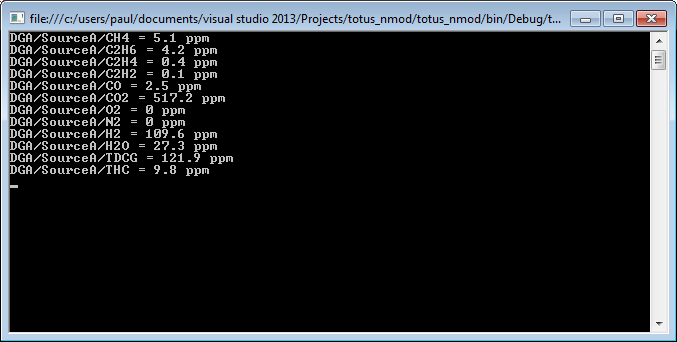 file:///c:/users/paul/documents/visual studio 2013/Projects/totus_nmod/totus_nmod/bin/Debug/t...
DGA/SourceA/CH4 = 5.1 ppm
DGA/SourceA/C2H6 = 4.2 ppm
DGA/SourceA/C2H4 = 0.4 ppm
DGA/SourceA/C2H2 = 0.1 ppm
DGA/SourceA/CO = 2.5 ppm
DGA/SourceA/CO2 = 517.2 ppm
DGA/SourceA/O2 = 0 ppm
DGA/SourceA/N2 = 0 ppm
DGA/SourceA/H2 = 109.6 ppm
DGA/SourceA/H2O = 27.3 ppm
DGA/SourceA/TDCG = 121.9 ppm
DGA/SourceA/THC = 9.8 ppm